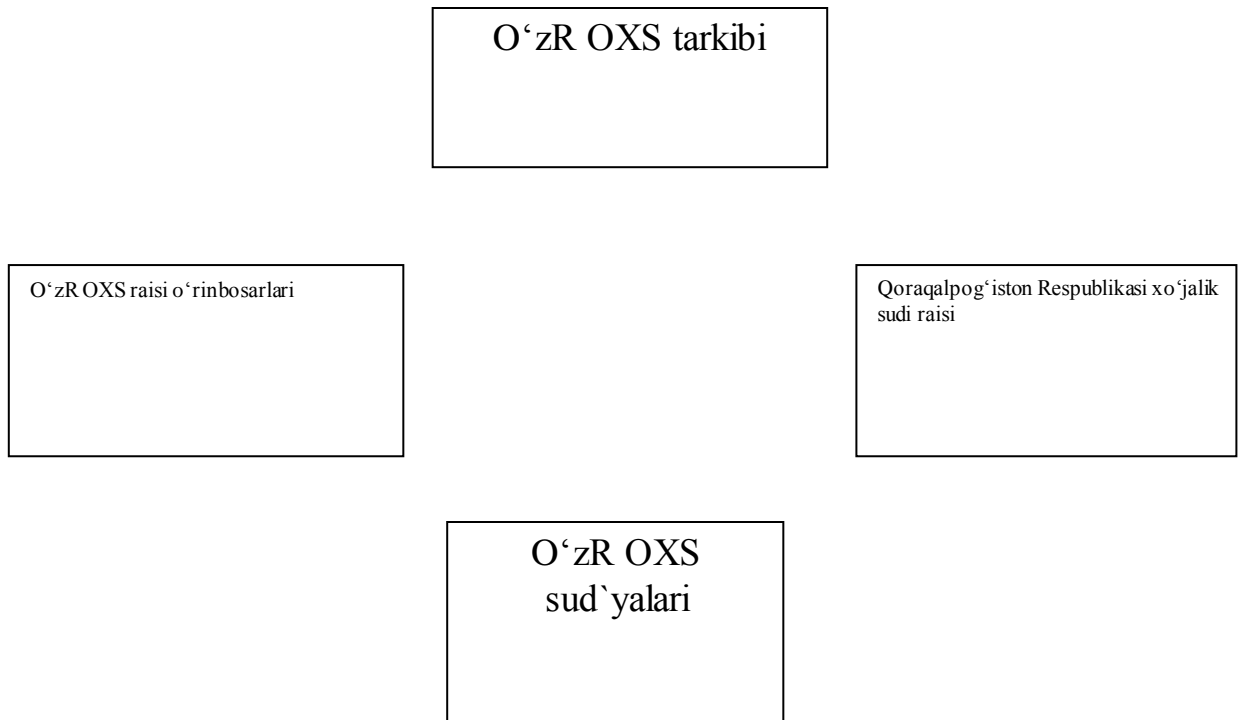 O‘zR OXS tarkibi
O‘zR OXS raisi o‘rinbosarlari
Qoraqalpog‘iston Respublikasi xo‘jalik
sudi raisi
O‘zR OXS
sud`yalari